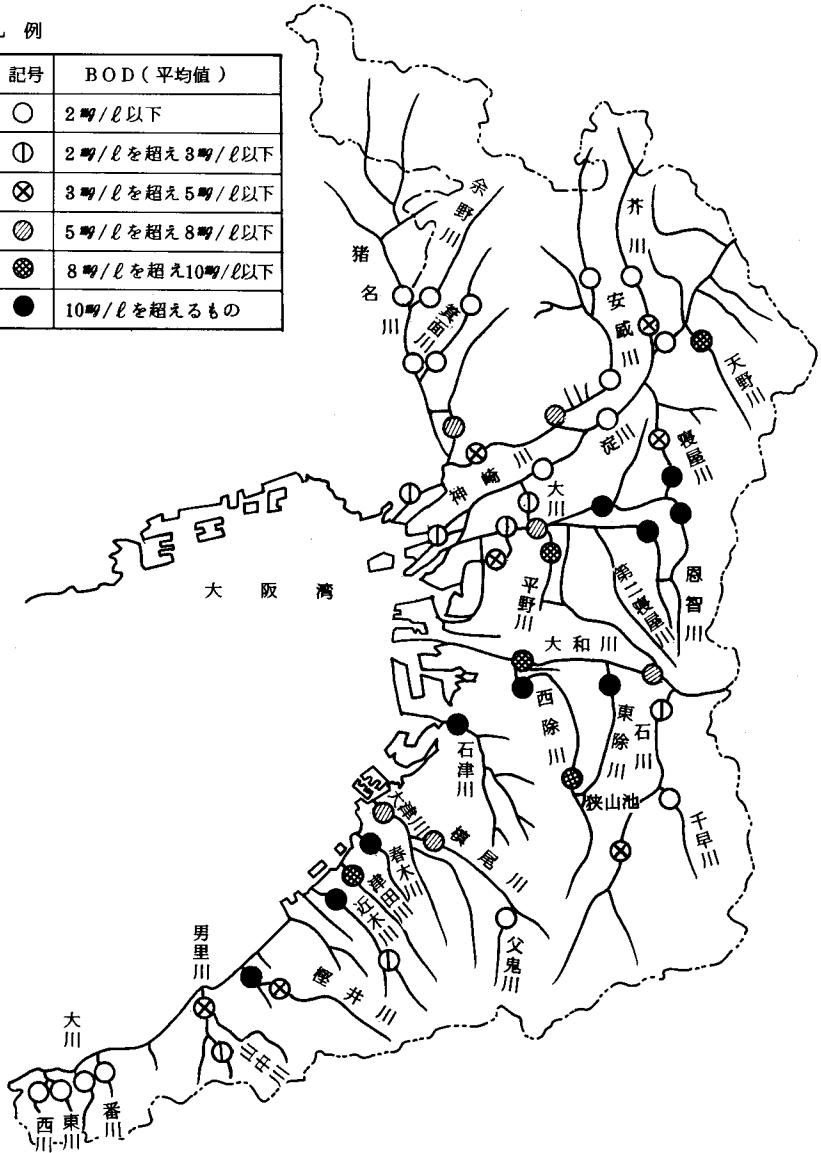 例
記号 BOD(平均値)
2㎎/ℓ以下
2㎎/ℓを超え3㎎/ℓ以下
3㎎/ℓを超え5㎎/ℓ以下
5㎎/ℓを超え8㎎/ℓ以下
8㎎/ℓを超え10㎎/ℓ以下
10㎎/ℓを超えるもの
余野川
猪名川
箕面川
芥川
安威川
天野川
淀川
神崎川
寝屋川
大川
大阪湾
平野川
第二寝屋川
恩智川
大和川
西除川
東除川
石川
石津川
狭山池
千早川
大津川
槇尾川
春木川
津田川
近木川
父鬼川
男里川
樫井川
山中川
大川
番川
東川
西川